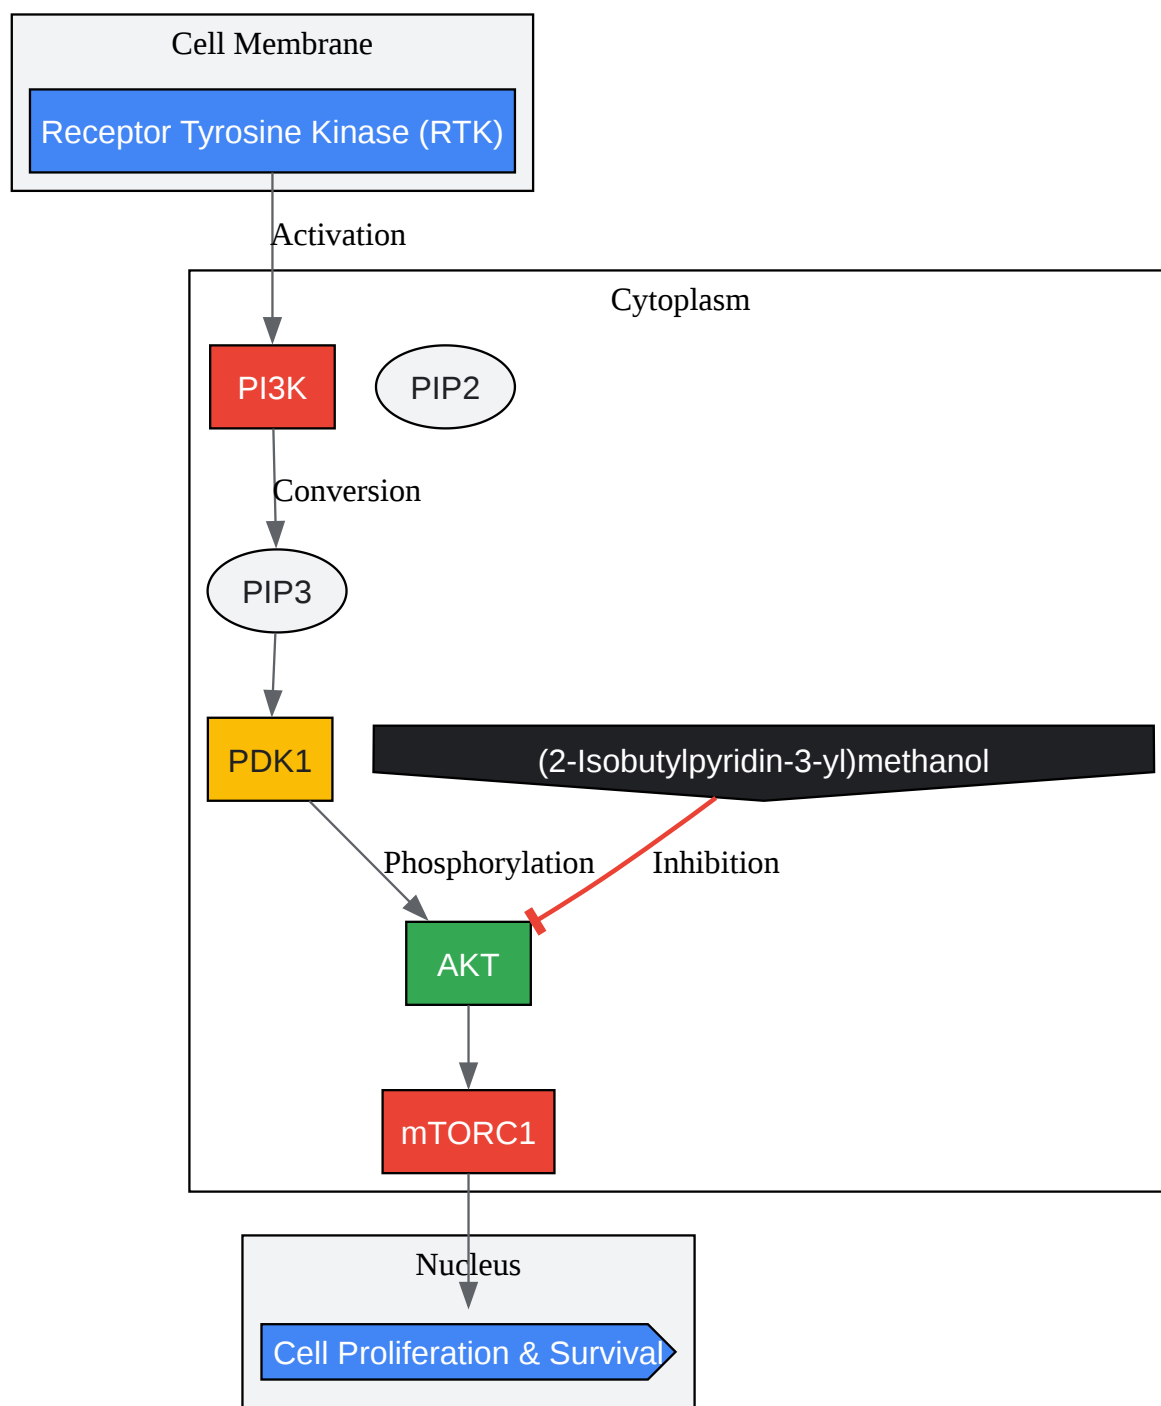 Cell Membrane
Receptor Tyrosine Kinase (RTK)
Activation
Cytoplasm
PI3K
PIP2
Conversion
PIP3
PDK1
(2-Isobutylpyridin-3-yl)methanol
Phosphorylation
Inhibition
AKT
mTORC1
Nucleus
Cell Proliferation & Survival